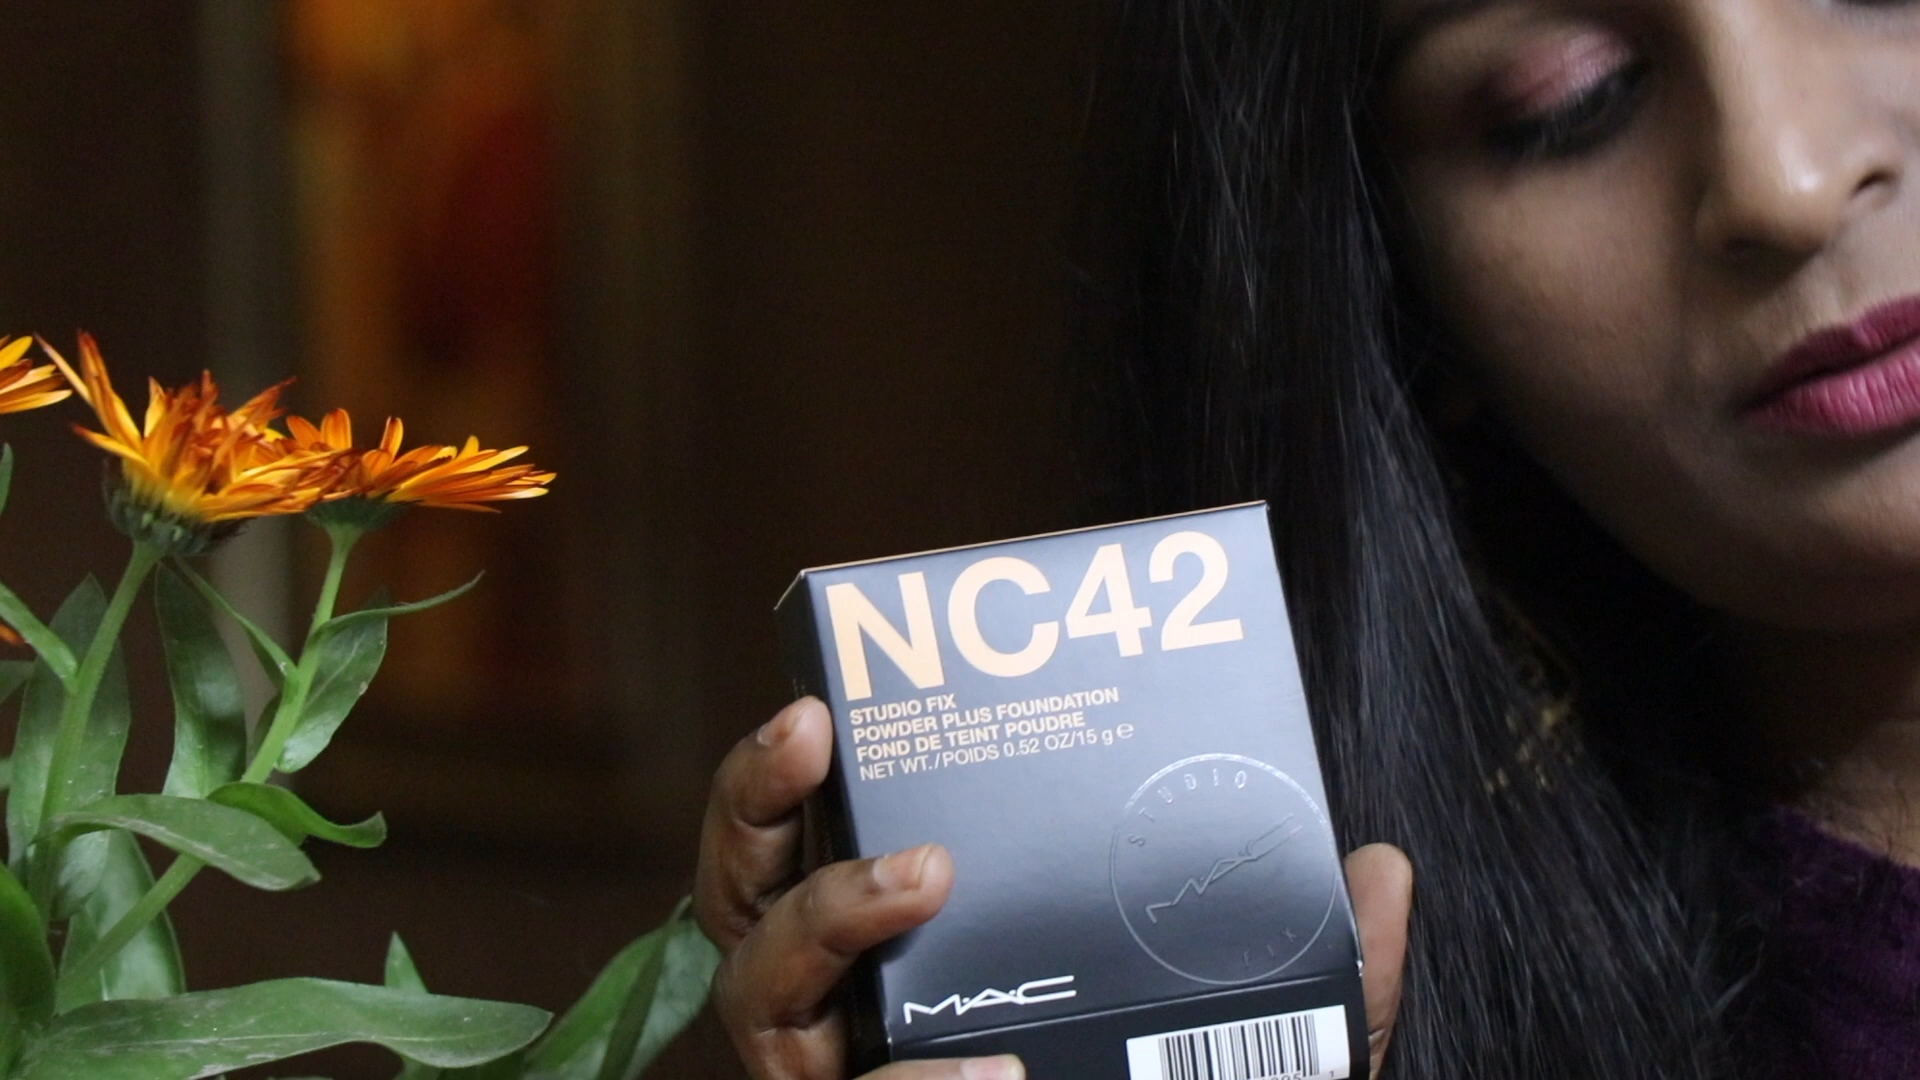 NC42
STUDIO FIX
POWDER PLUS FOUNDATION
FOND DE TEINT POUDRE
NET WT./POIDS 0.52 OZ/15 g ℮
STUDIO
MAC
FIX
M·A·C